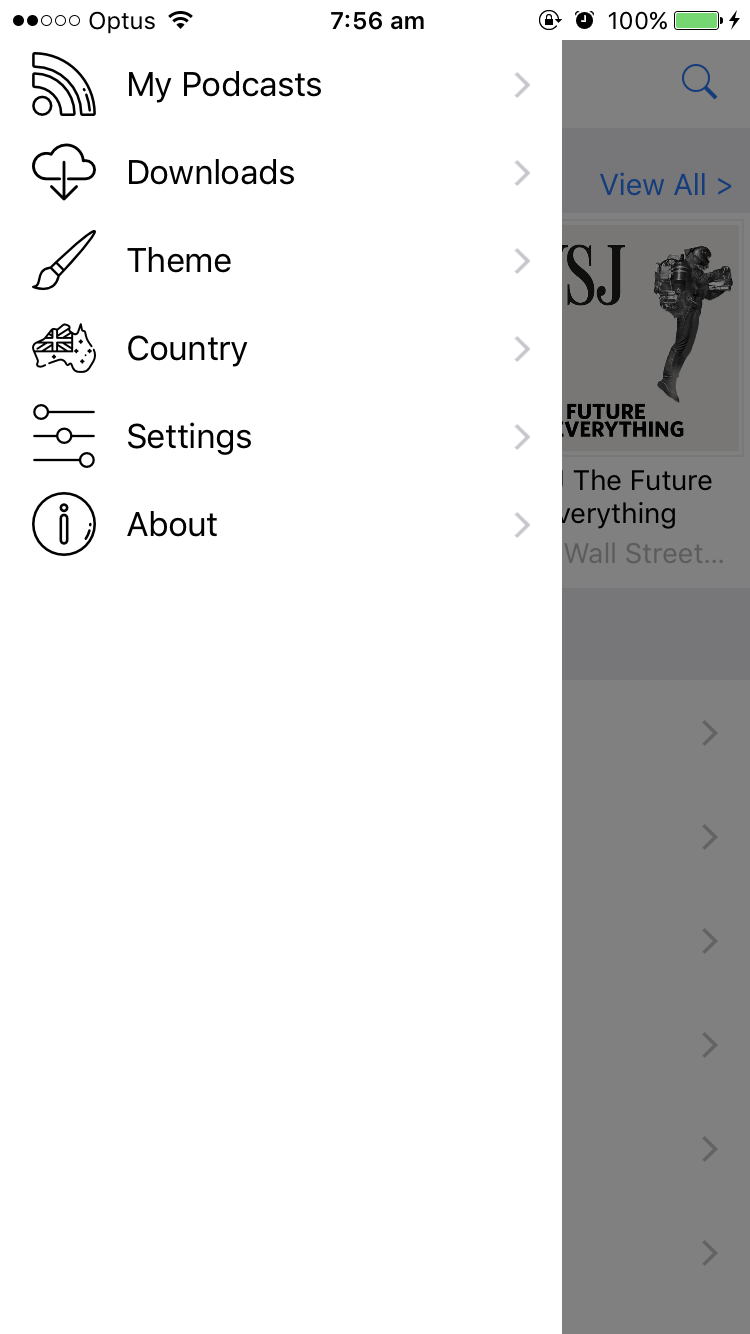 Optus 7:56 am 100%
My Podcasts
Downloads
View All >
Theme
SJ
Country
FUTURE
EVERYTHING
Settings
The Future
verything
Wall Street...
About